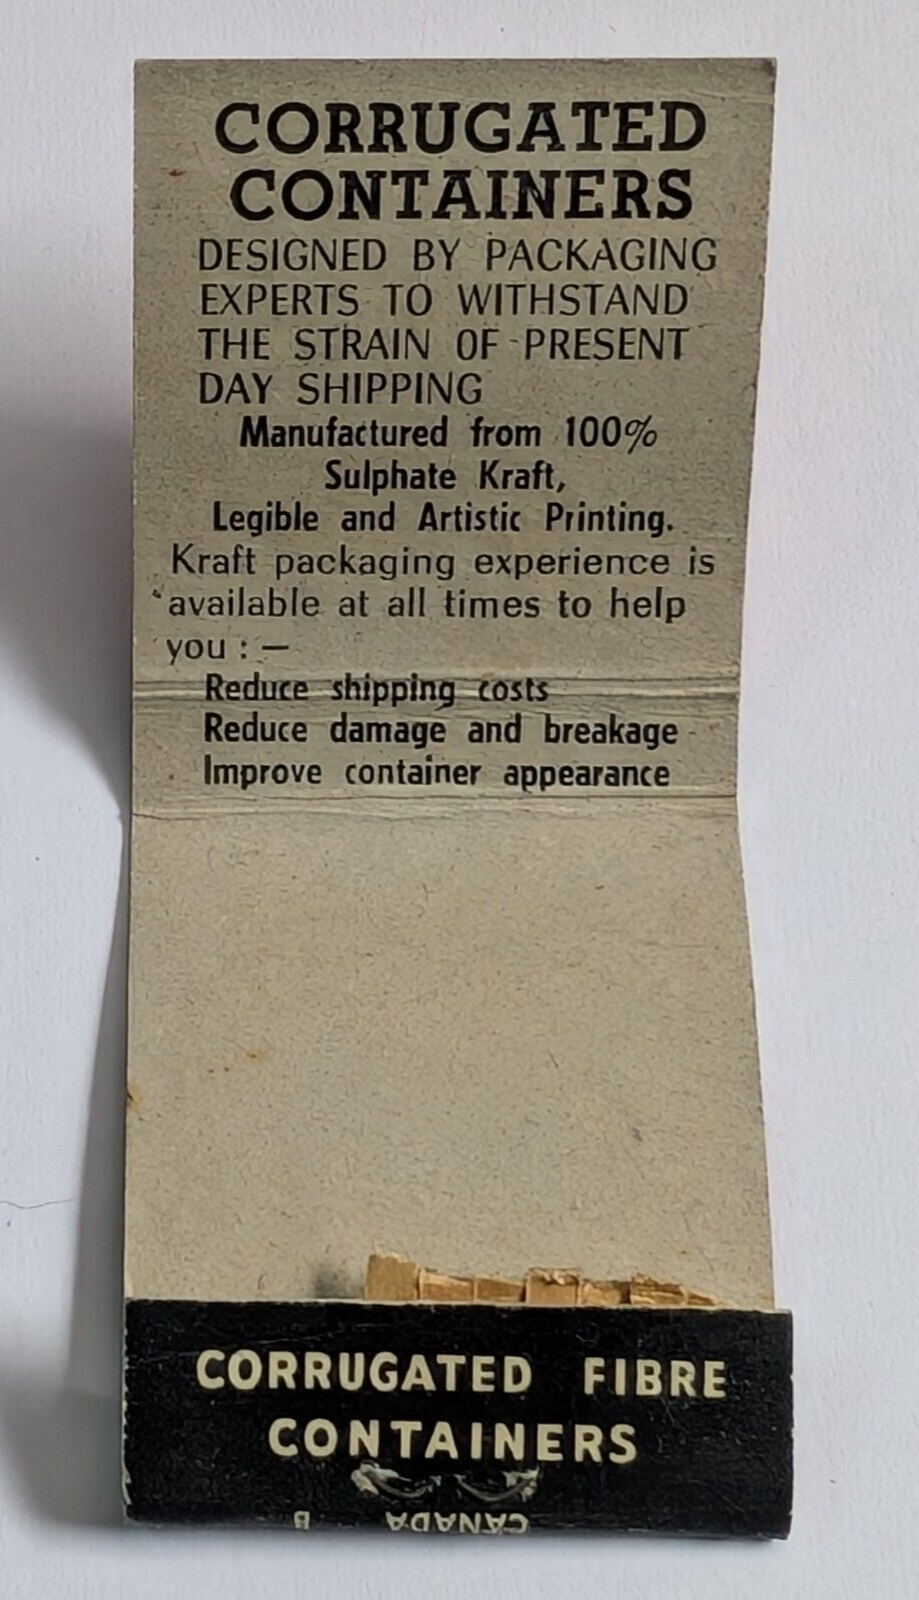 CORRUGATED
CONTAINERS
DESIGNED BY PACKAGING
EXPERTS TO WITHSTAND
THE STRAIN OF PRESENT
DAY SHIPPING
Manufactured from 100%
Sulphate Kraft,
Legible and Artistic Printing.
Kraft packaging experience is
available at all times to help
you : —
Reduce shipping costs
Reduce damage and breakage
Improve container appearance
CORRUGATED FIBRE
CONTAINERS
CANADA B